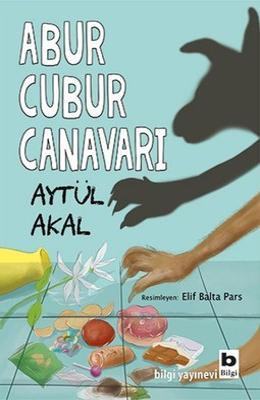 ABUR
CUBUR
CANAVARI
AYTÜL
AKAL
Resimleyen: Elif Balta Pars
bilgi yayınevi
b
Bilgi